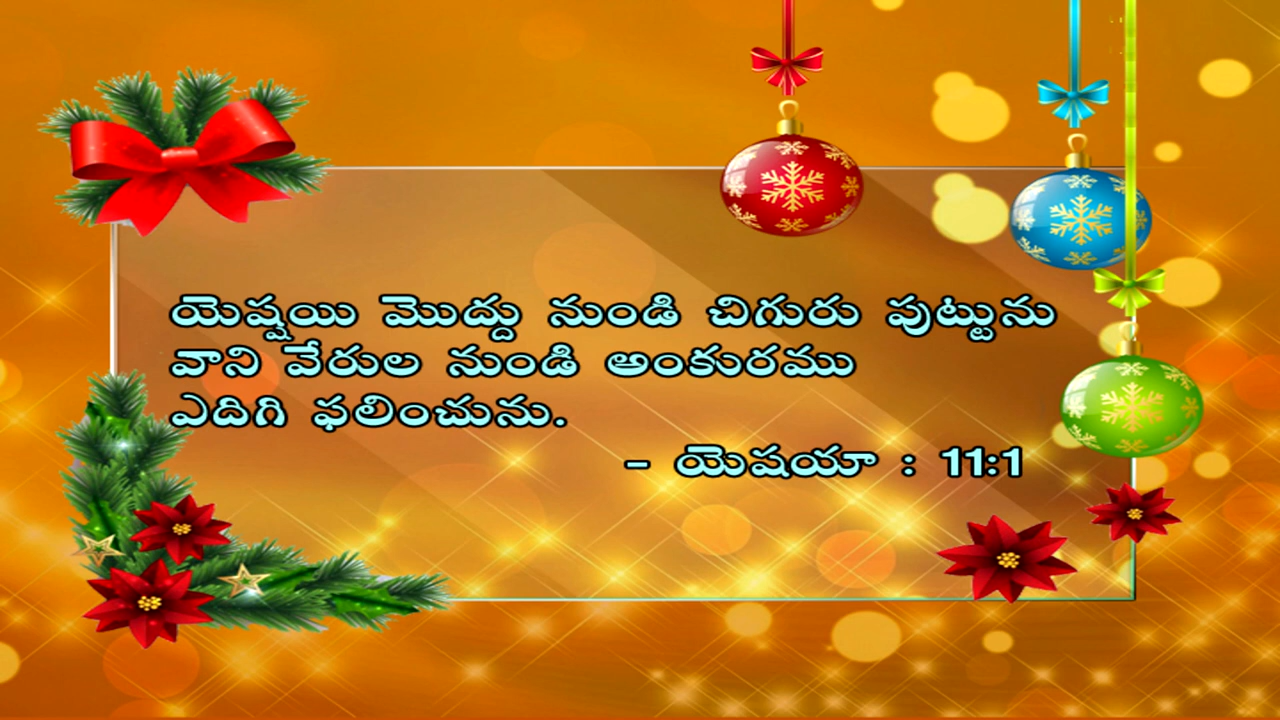 యెష్షయి మొద్దు నుండి చిగురు పుట్టును
వాని వేరుల నుండి అంకురము
ఎదిగి ఫలించును.
- యెషయా : 11:1